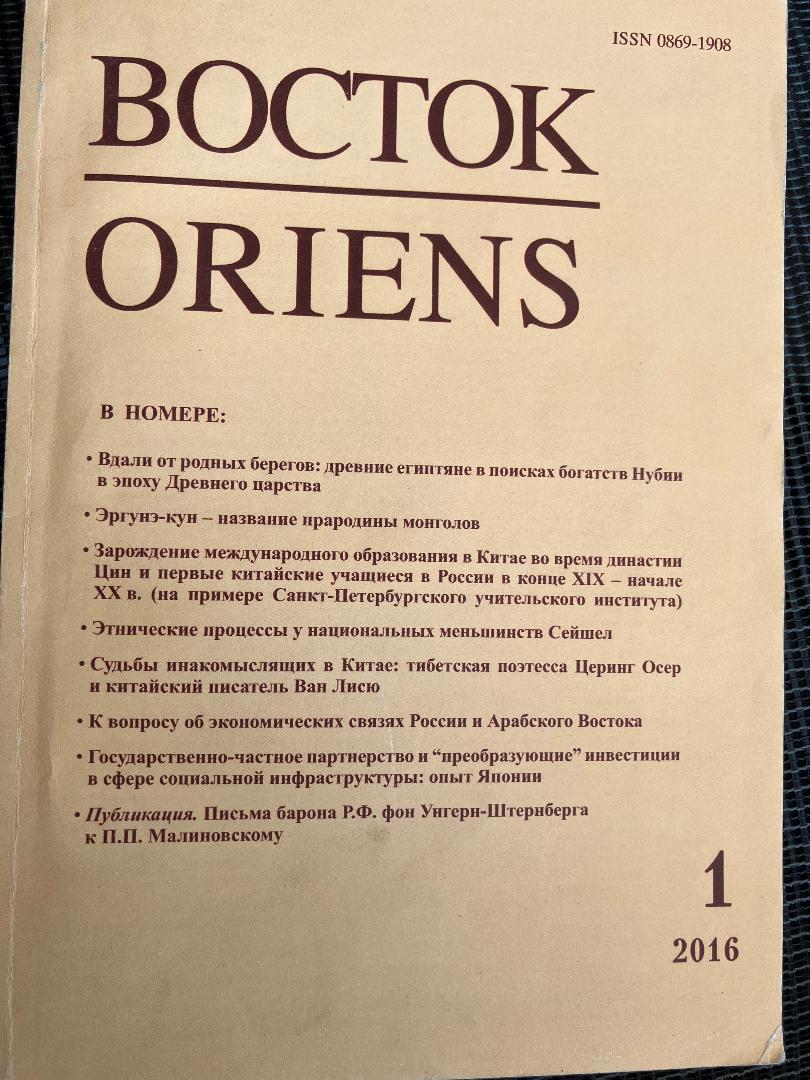 ISSN 0869-1908
ВОСТОК
ORIENS
В НОМЕРЕ:
• Вдали от родных берегов: древние египтяне в поисках богатств Нубии
в эпоху Древнего царства
• Эргунэ-кун – название прародины монголов
• Зарождение международного образования в Китае во время династии
Цин и первые китайские учащиеся в России в конце XIX – начале
XX в. (на примере Санкт-Петербургского учительского института)
• Этнические процессы у национальных меньшинств Сейшел
• Судьбы инакомыслящих в Китае: тибетская поэтесса Церинг Осер
и китайский писатель Ван Лисю
• К вопросу об экономических связях России и Арабского Востока
• Государственно-частное партнерство и “преобразующие” инвестиции
в сфере социальной инфраструктуры: опыт Японии
• Публикация. Письма барона Р.Ф. фон Унгерн-Штернберга
к П.П. Малиновскому
1
2016